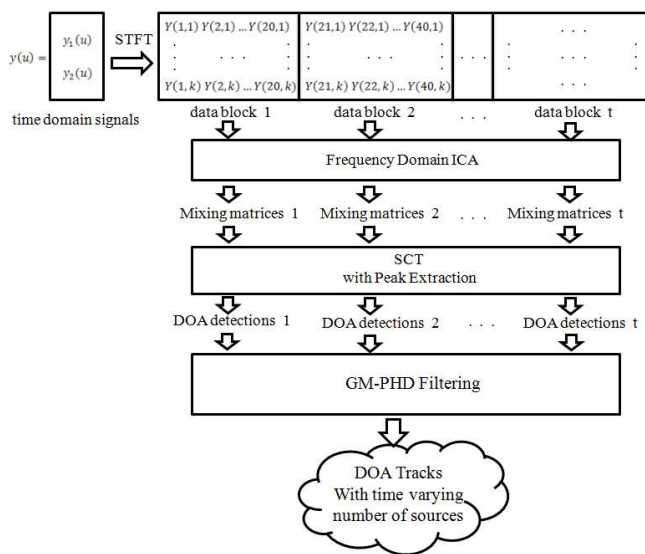 y(u) =
y₁(u)
y₂(u)
STFT
time domain signals
Y(1,1) Y(2,1) ... Y(20,1)
Y(21,1) Y(22,1) ... Y(40,1)
. . .
. . .
. . .
. . .
. . .
. . .
Y(1,k) Y(2,k) ... Y(20,k)
Y(21,k) Y(22,k) ... Y(40,k)
. . .
data block 1
data block 2
. . .
data block t
Frequency Domain ICA
Mixing matrices 1
Mixing matrices 2
. . .
Mixing matrices t
SCT
with Peak Extraction
DOA detections 1
DOA detections 2
. . .
DOA detections t
GM-PHD Filtering
DOA Tracks
With time varying
number of sources